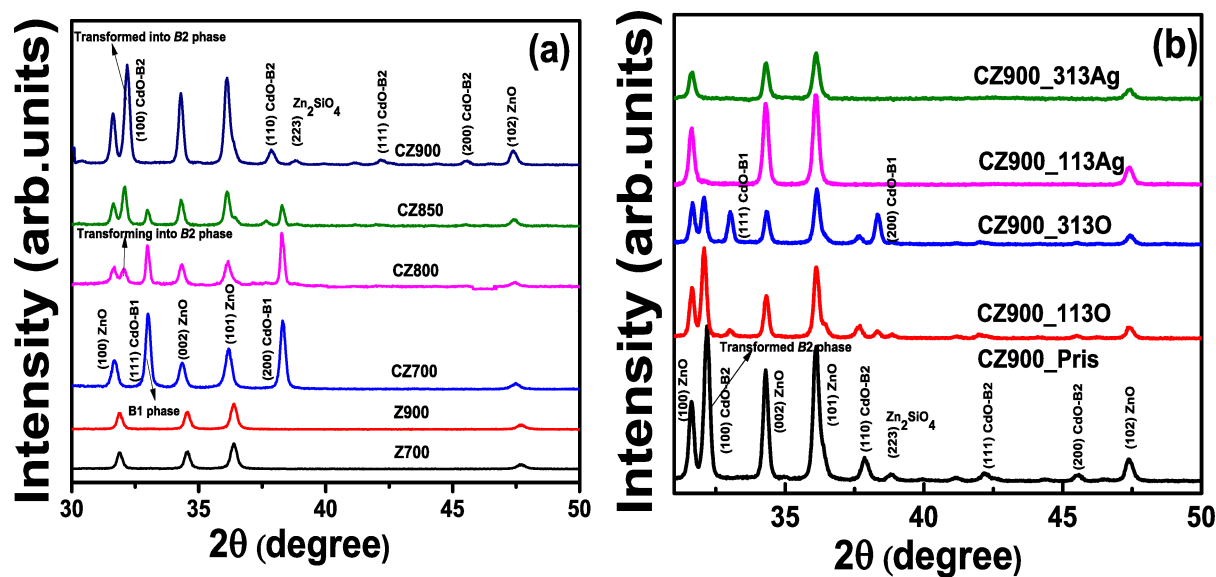 (a)
Transformed into B2 phase
(100) CdO-B2
(110) CdO-B2
(223) Zn2SiO4
(111) CdO-B2
(200) CdO-B2
(102) ZnO
CZ900
CZ850
Transforming into B2 phase
CZ800
(100) ZnO
(111) CdO-B1
(002) ZnO
(101) ZnO
(200) CdO-B1
CZ700
B1 phase
Z900
Z700
Intensity (arb.units)
30 35 40 45 50
2θ (degree)
(b)
CZ900_313Ag
CZ900_113Ag
(111) CdO-B1
(200) CdO-B1
CZ900_313O
CZ900_113O
Transformed B2 phase
CZ900_Pris
(100) ZnO
(100) CdO-B2
(002) ZnO
(101) ZnO
(110) CdO-B2
(223) Zn2SiO4
(111) CdO-B2
(200) CdO-B2
(102) ZnO
Intensity (arb.units)
35 40 45 50
2θ (degree)